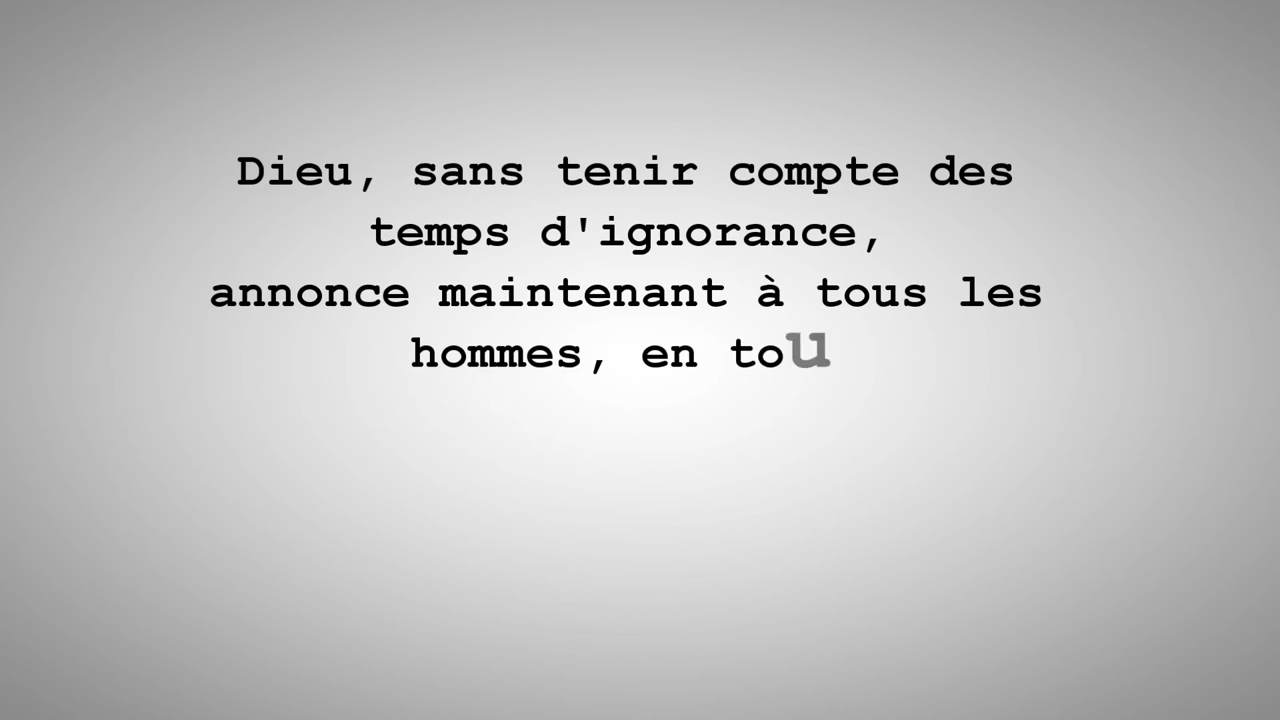 Dieu, sans tenir compte des
temps d'ignorance,
annonce maintenant à tous les
hommes, en tou